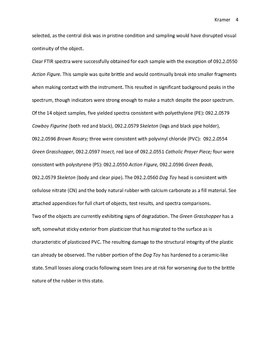 Kramer    4
selected, as the central disk was in pristine condition and sampling would have disrupted visual
continuity of the object.
Clear FTIR spectra were successfully obtained for each sample with the exception of 092.2.0550
Action Figure. This sample was quite brittle and would continually break into smaller fragments
when making contact with the instrument. This resulted in significant background peaks in the
spectrum, though indicators were strong enough to make a match despite the poor spectrum.
Of the 14 object samples, five yielded spectra consistent with polyethylene (PE): 092.2.0579
Cowboy Figurine (both red and black), 092.2.0579 Skeleton (legs and black pipe holder),
092.2.0596 Brown Rosary; three were consistent with polyvinyl chloride (PVC): 092.2.0554
Green Grasshopper, 092.2.0597 Insect, red lace of 092.2.0551 Catholic Prayer Piece; four were
consistent with polystyrene (PS): 092.2.0550 Action Figure, 092.2.0596 Green Beads,
092.2.0579 Skeleton (body and clear pipe). The 092.2.0560 Dog Toy head is consistent with
cellulose nitrate (CN) and the body natural rubber with calcium carbonate as a fill material. See
attached appendices for full chart of objects, test results, and spectra comparisons.
Two of the objects are currently exhibiting signs of degradation. The Green Grasshopper has a
soft, somewhat sticky exterior from plasticizer that has migrated to the surface as is
characteristic of plasticized PVC. The resulting damage to the structural integrity of the plastic
can already be observed. The rubber portion of the Dog Toy has hardened to a ceramic-like
state. Small losses along cracks following seam lines are at risk for worsening due to the brittle
nature of the rubber in this state.